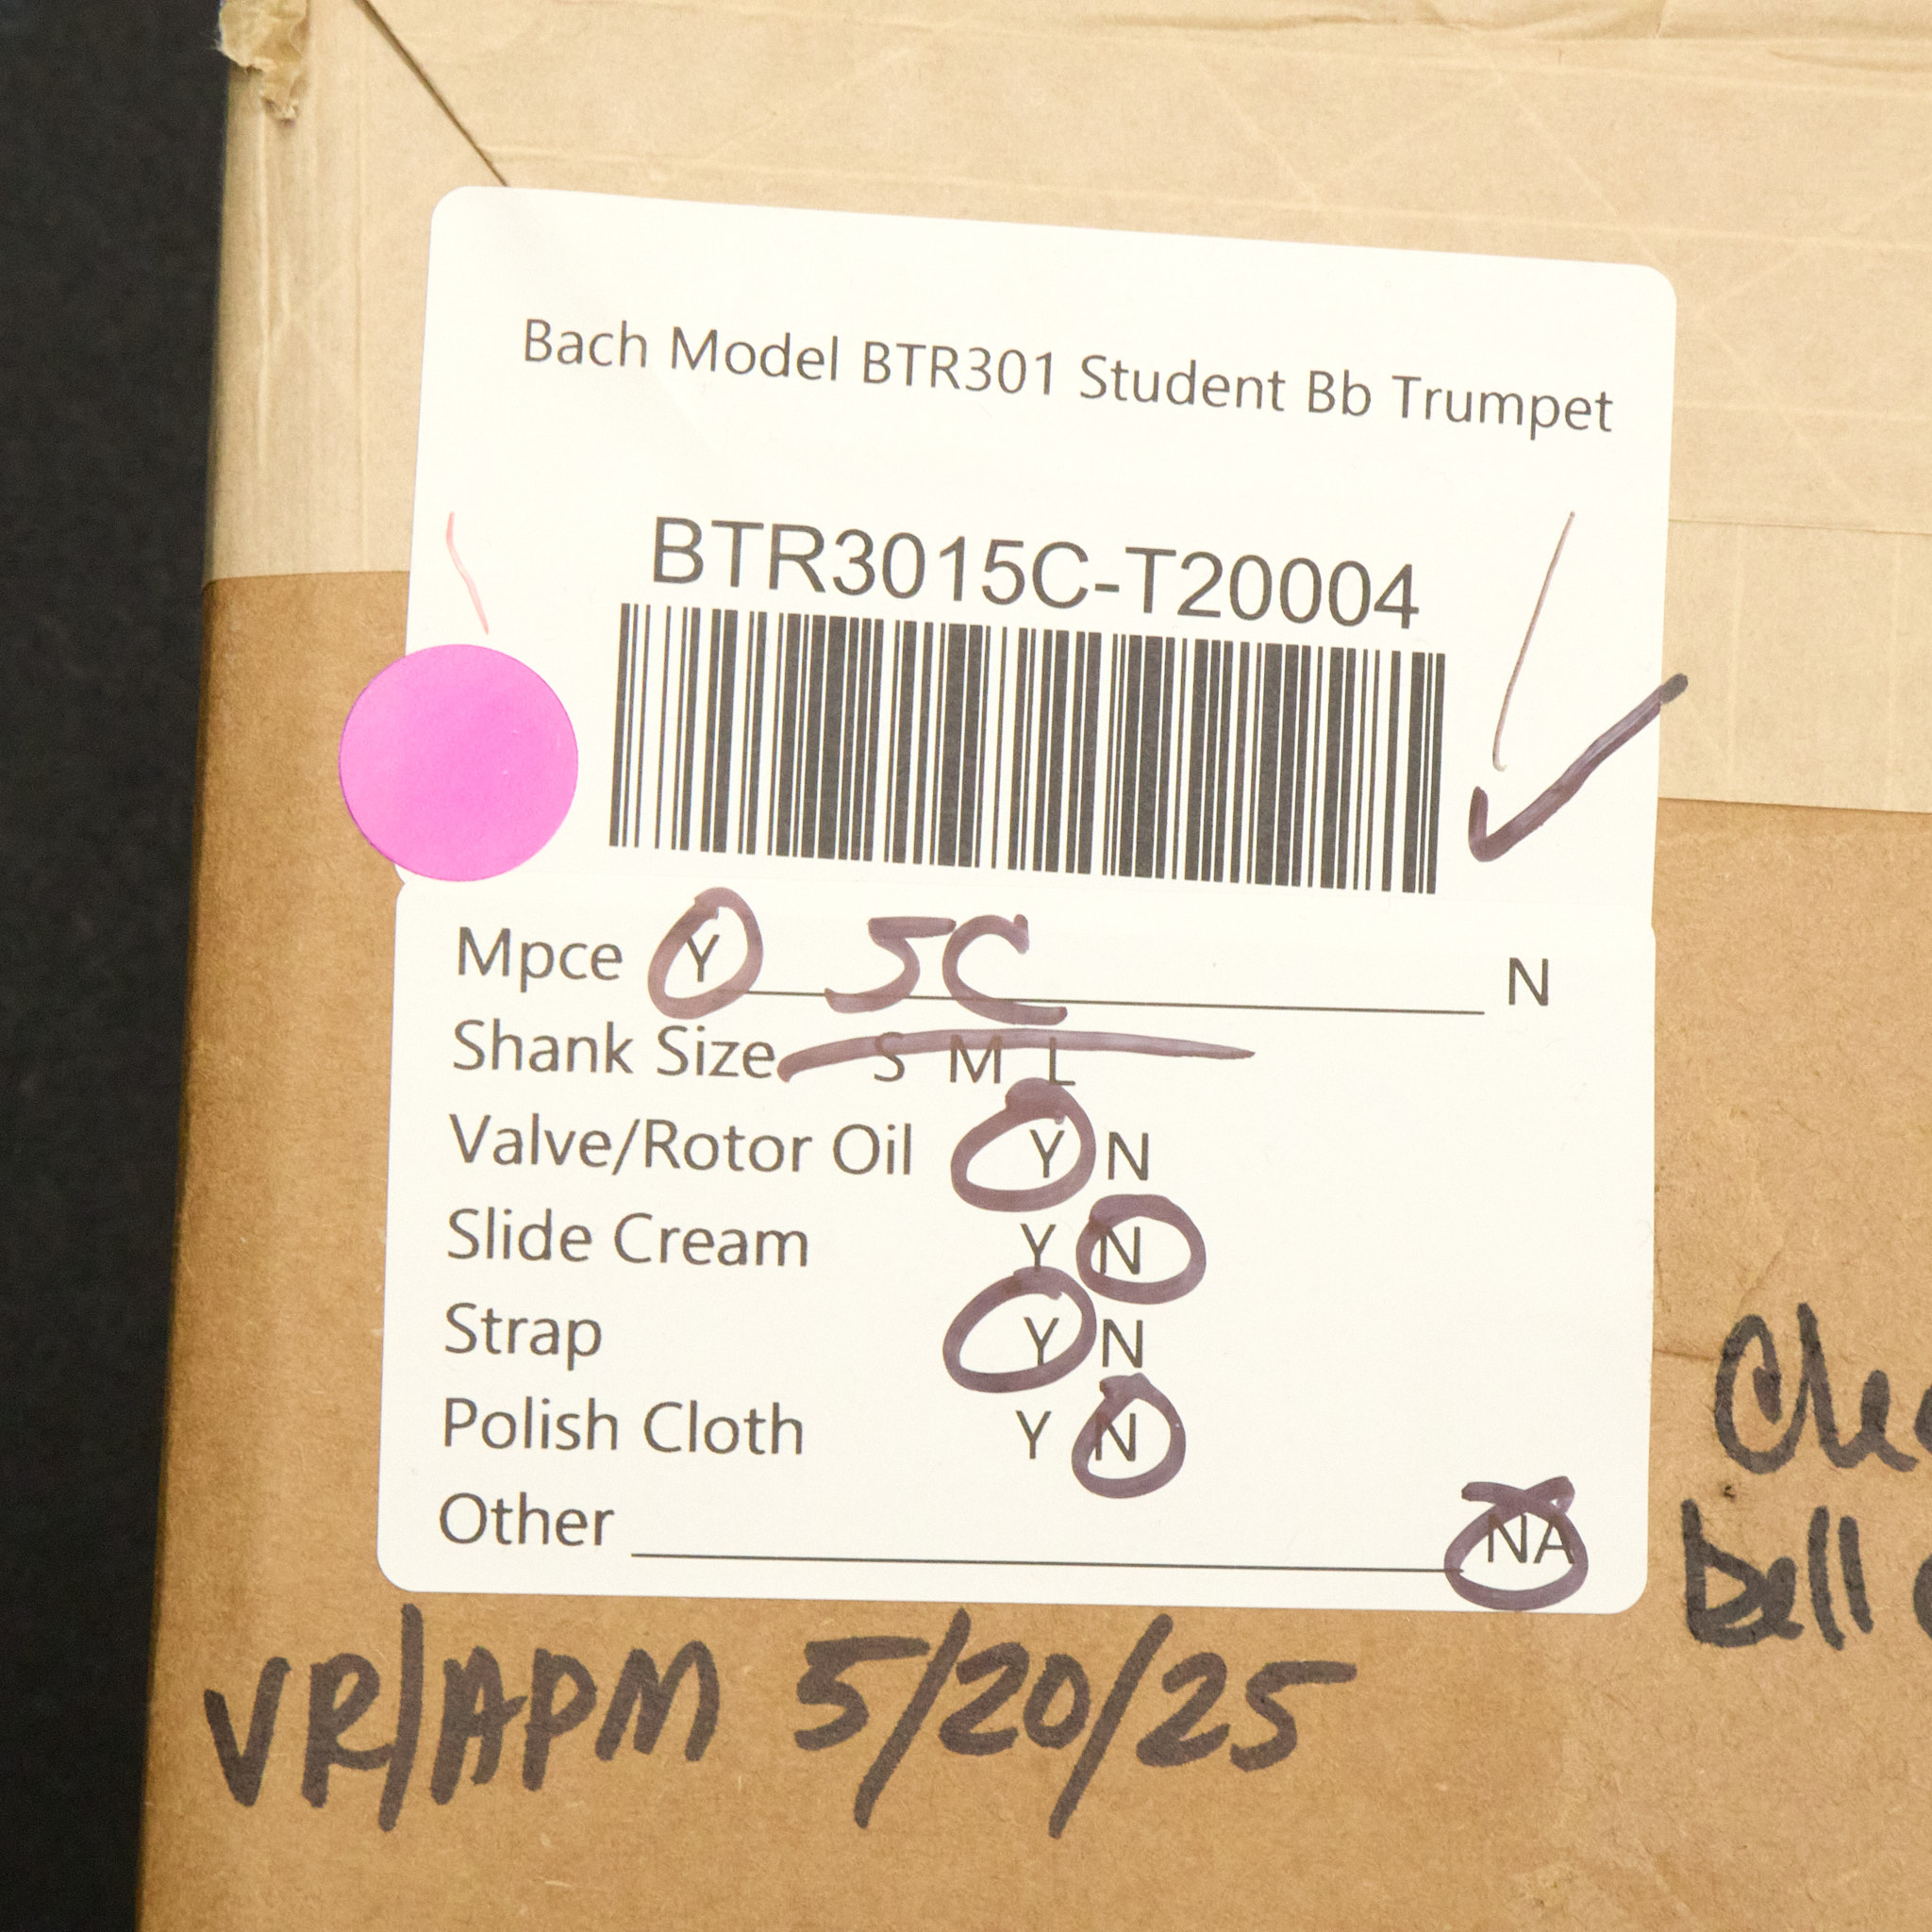 Bach Model BTR301 Student Bb Trumpet
BTR3015C-T20004
Mpce Y 5C N
Shank Size S M L
Valve/Rotor Oil Y N
Slide Cream Y N
Strap Y N
Polish Cloth Y N
Other NA
bell
VR/APM 5/20/25